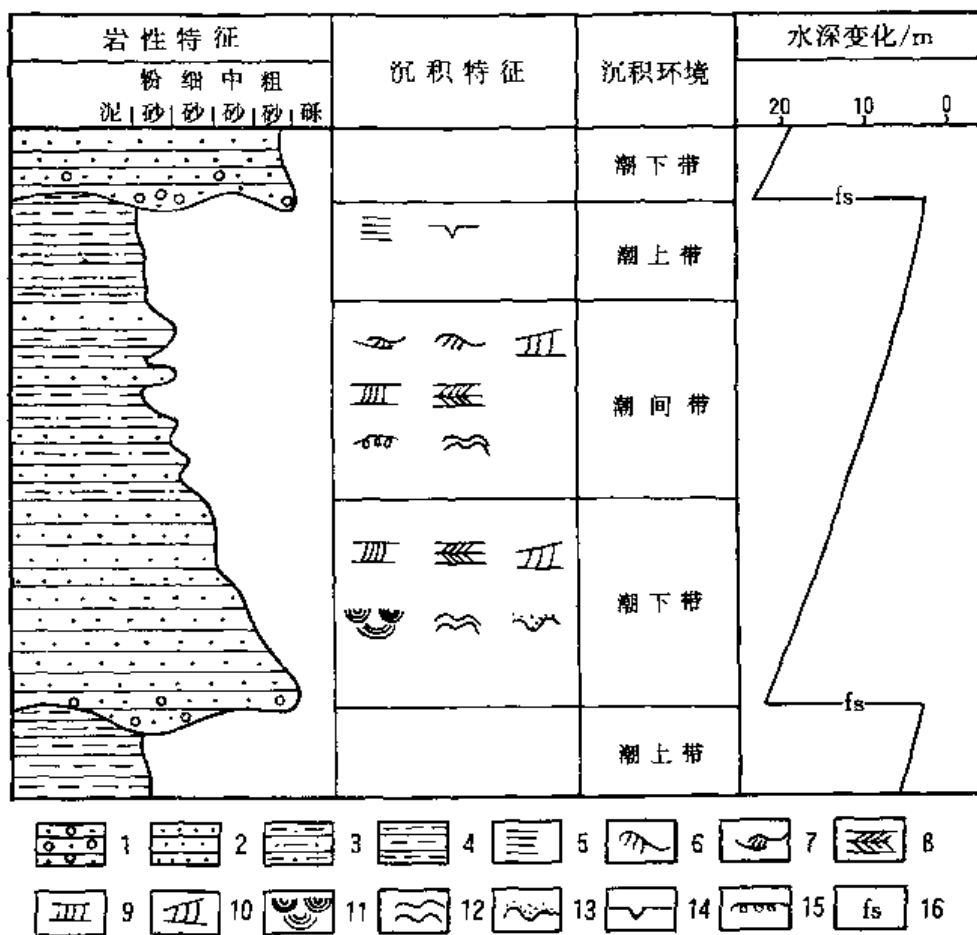 岩性特征
沉积特征
沉积环境
水深变化/m
粉 细 中 粗
泥 砂 砂 砂 砂 砾
20 10 0
潮下带
fs
潮上带
潮间带
潮下带
fs
潮上带
1 2 3 4 5 6 7 8
9 10 11 12 13 14 15 fs 16